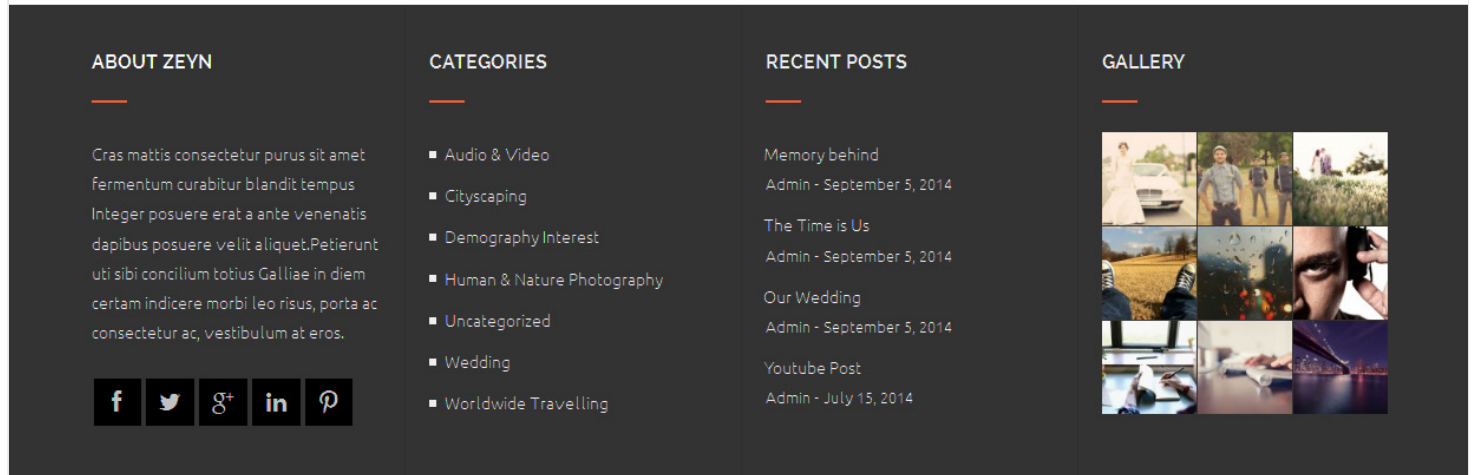 ABOUT ZEYN
Cras mattis consectetur purus sit amet
fermentum curabitur blandit tempus
Integer posuere erat a ante venenatis
dapibus posuere velit aliquet.Petierunt
uti sibi concilium totius Galliae in diem
certam indicere morbi leo risus, porta ac
consectetur ac, vestibulum at eros.
f
g+
in
CATEGORIES
Audio & Video
Cityscaping
Demography Interest
Human & Nature Photography
Uncategorized
Wedding
Worldwide Travelling
RECENT POSTS
Memory behind
Admin - September 5, 2014
The Time is Us
Admin - September 5, 2014
Our Wedding
Admin - September 5, 2014
Youtube Post
Admin - July 15, 2014
GALLERY